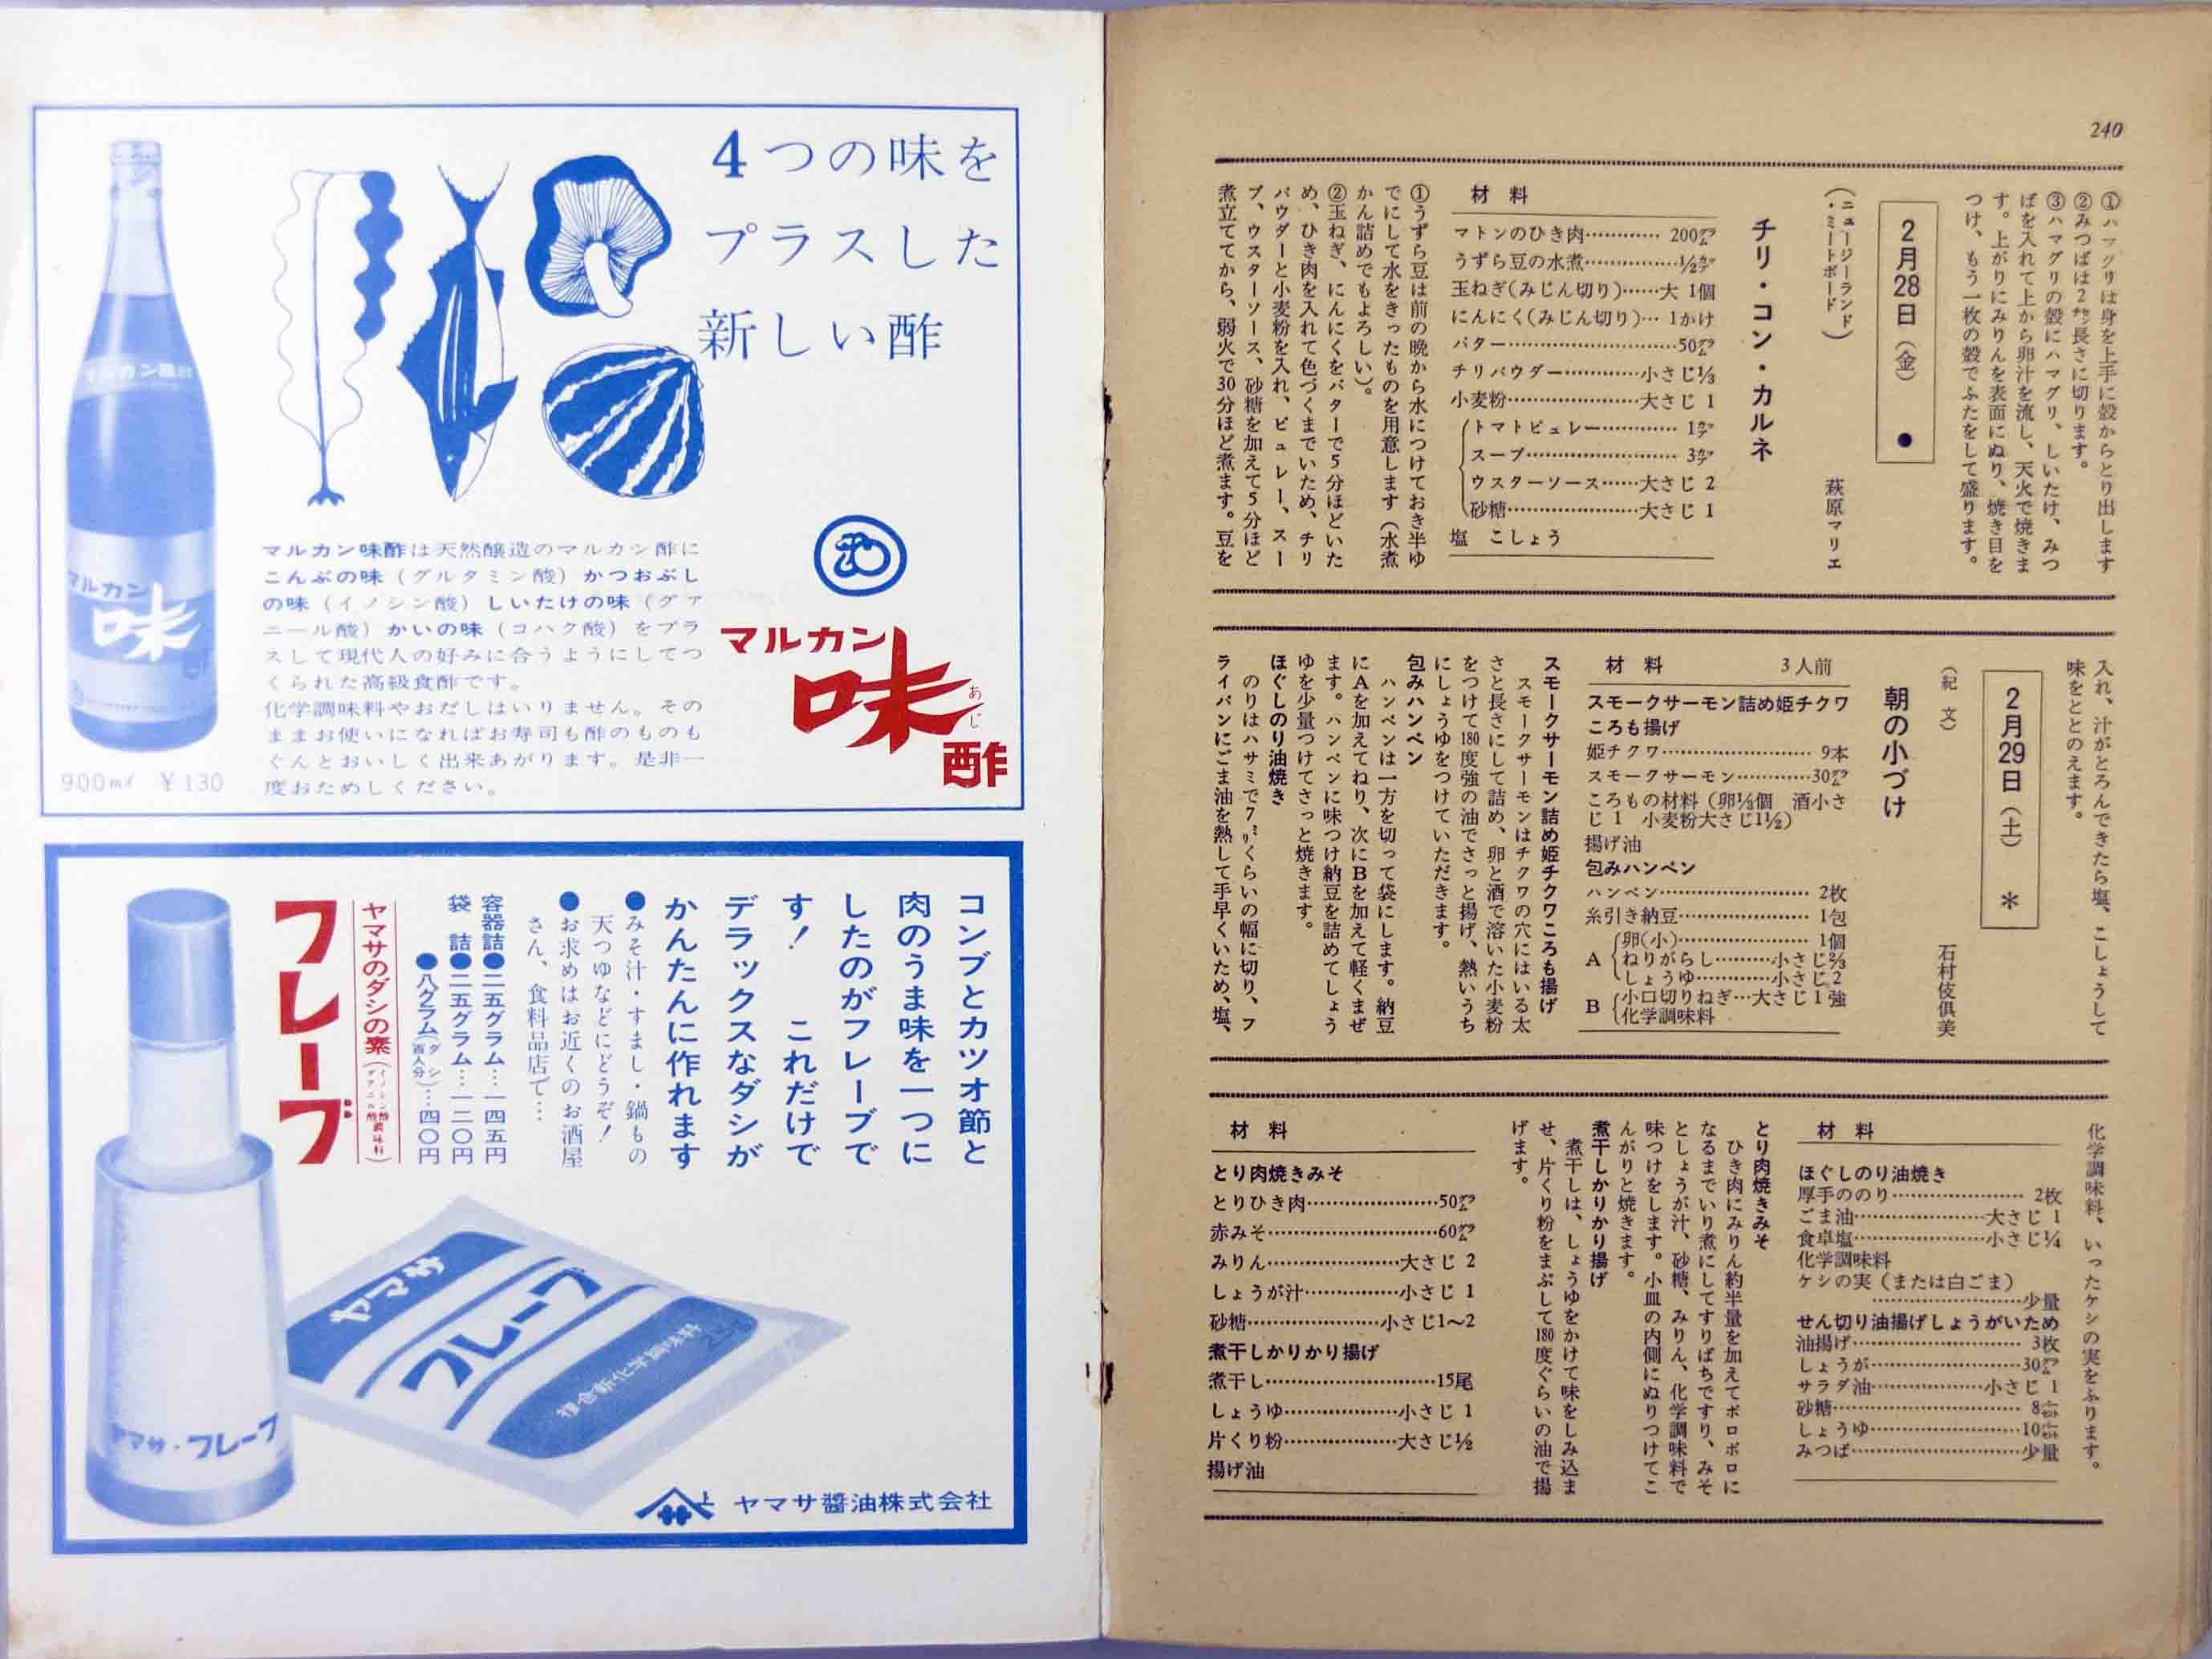 4つの味を
プラスした
新しい酢
マルカン味酢は天然醸造のマルカン酢に
こんぶの味（グルタミン酸）かつおぶし
の味（イノシン酸）しいたけの味（グア
ニール酸）かいの味（コハク酸）をプラ
スして現代人の好みに合うようにしてつ
くられた高級食酢です。
化学調味料やおだしはいりません。その
ままお使いになればお寿司も酢のものも
ぐんとおいしく出来あがります。是非一
度おためしください。
マルカン
味
あじ
酢
マルカン
味
900ml ￥130
コンブとカツオ節と
肉のうま味を一つに
したのがフレーブで
す！　これだけで
デラックスなダシが
かんたんに作れます
●みそ汁・すまし・鍋もの
天つゆなどにどうぞ！
●お求めはお近くのお酒屋
さん、食料品店で…
容器詰●二五グラム…一四五円
袋　詰●二五グラム…一二〇円
●八グラム（ダシ百人分）…四〇円
ヤマサのダシの素
フレーブ
ヤマサ・フレーブ
ヤマサ
フレーブ
複合新化学調味料
ヤマサ醬油株式会社
240
①ハマグリは身を上手に殻からとり出します
②みつばは2㌢長さに切ります。
③ハマグリの殻にハマグリ、しいたけ、みつ
ばを入れて上から卵汁を流し、天火で焼きま
す。上がりにみりんを表面にぬり、焼き目を
つけ、もう一枚の殻でふたをして盛ります。
2月28日（金）　●
（ニュージーランド・ミートボード）
萩原マリエ
チリ・コン・カルネ
材　料
マトンのひき肉…………200㌘
うずら豆の水煮……………½㌍
玉ねぎ(みじん切り)……大 1個
にんにく(みじん切り)… 1かけ
バター………………………50㌘
チリパウダー…………小さじ⅓
小麦粉…………………大さじ 1
トマトピュレー………… 1㌍
スープ…………………… 3㌍
ウスターソース……大さじ 2
砂糖…………………大さじ 1
塩　こしょう
①うずら豆は前の晩から水につけておき半ゆ
でにして水をきったものを用意します（水煮
かん詰めでもよろしい）。
②玉ねぎ、にんにくをバターで5分ほどいた
め、ひき肉を入れて色づくまでいため、チリ
パウダーと小麦粉を入れ、ピュレー、スー
プ、ウスターソース、砂糖を加えて5分ほど
煮立ててから、弱火で30分ほど煮ます。豆を
入れ、汁がとろんできたら塩、こしょうして
味をととのえます。
2月29日（土）　＊
（紀　文）
石村伎倶美
朝の小づけ
材　料　　　3人前
スモークサーモン詰め姫チクワ
ころも揚げ
姫チクワ…………………… 9本
スモークサーモン…………30㌘
ころもの材料（卵⅓個　酒小さ
じ 1　小麦粉大さじ1½）
揚げ油
包みハンペン
ハンペン…………………… 2枚
糸引き納豆………………… 1包
A　卵(小)………………… 1個
ねりがらし………小さじ⅔
しょうゆ…………小さじ 2
B　小口切りねぎ…大さじ 1 強
化学調味料
スモークサーモン詰め姫チクワころも揚げ
スモークサーモンはチクワの穴にはいる太
さと長さにして詰め、卵と酒で溶いた小麦粉
をつけて180度強の油でさっと揚げ、熱いうち
にしょうゆをつけていただきます。
包みハンペン
ハンペンは一方を切って袋にします。納豆
にAを加えてねり、次にBを加えて軽くまぜ
ます。ハンペンに味つけ納豆を詰めてしょう
ゆを少量つけてさっと焼きます。
ほぐしのり油焼き
のりはハサミで7㍉くらいの幅に切り、フ
ライパンにごま油を熱して手早くいため、塩、
化学調味料、いったケシの実をふります。
材　料
ほぐしのり油焼き
厚手ののり………………… 2枚
ごま油…………………大さじ 1
食卓塩…………………小さじ¼
化学調味料
ケシの実（または白ごま）
……………………少量
せん切り油揚げしょうがいため
油揚げ……………………… 3枚
しょうが……………………30㌘
サラダ油………………小さじ 1
砂糖………………………… 8㌘
しょうゆ……………………10㌘
みつば………………………少量
とり肉焼きみそ
ひき肉にみりん約半量を加えてポロポロに
なるまでいり煮にしてすりばちですり、みそ
としょうが汁、砂糖、みりん、化学調味料で
味つけをします。小皿の内側にぬりつけてこ
んがりと焼きます。
煮干しかりかり揚げ
煮干しは、しょうゆをかけて味をしみ込ま
せ、片くり粉をまぶして180度ぐらいの油で揚
げます。
材　料
とり肉焼きみそ
とりひき肉…………………50㌘
赤みそ………………………60㌘
みりん…………………大さじ 2
しょうが汁……………小さじ 1
砂糖…………………小さじ1〜2
煮干しかりかり揚げ
煮干し………………………15尾
しょうゆ………………小さじ 1
片くり粉………………大さじ½
揚げ油